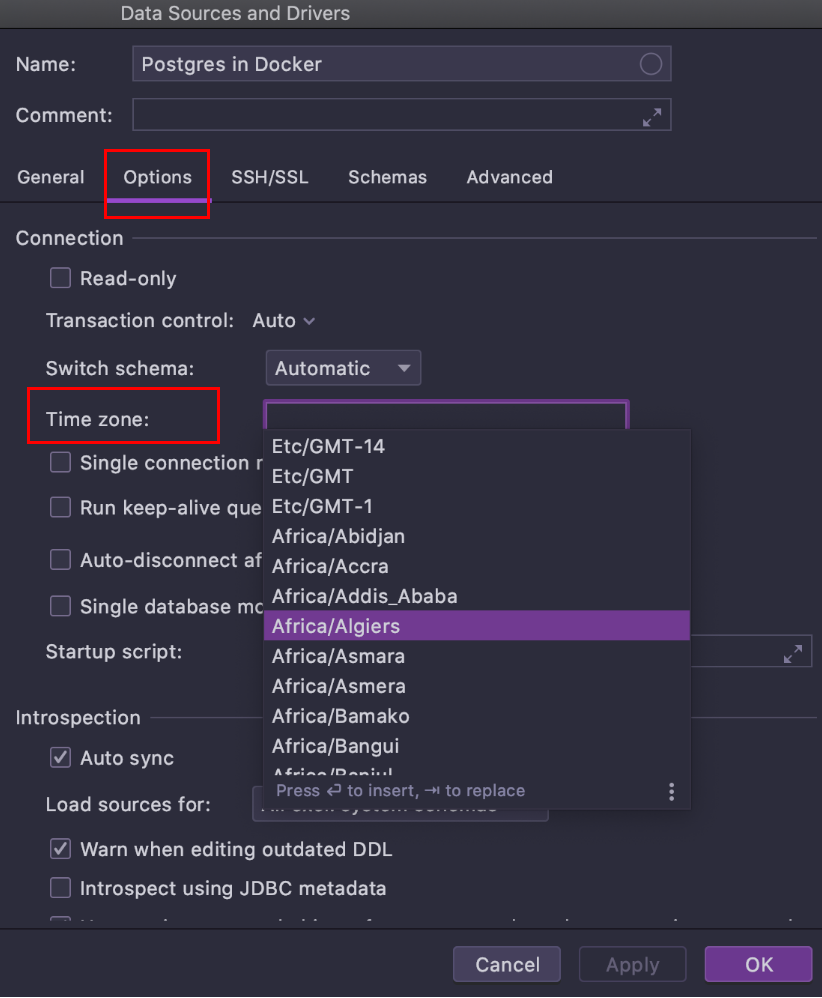 Data Sources and Drivers
Name: Postgres in Docker
Comment:
General Options SSH/SSL Schemas Advanced
Connection
Read-only
Transaction control: Auto
Switch schema: Automatic
Time zone:
Etc/GMT-14
Single connection
Etc/GMT
Etc/GMT-1
Run keep-alive que
Africa/Abidjan
Auto-disconnect af
Africa/Accra
Africa/Addis_Ababa
Single database mo
Africa/Algiers
Startup script:
Africa/Asmara
Africa/Asmera
Introspection
Africa/Bamako
Africa/Bangui
Auto sync
Africa/Banjul
Press ↩ to insert, ⇥ to replace
Load sources for:
Warn when editing outdated DDL
Introspect using JDBC metadata
Cancel Apply OK